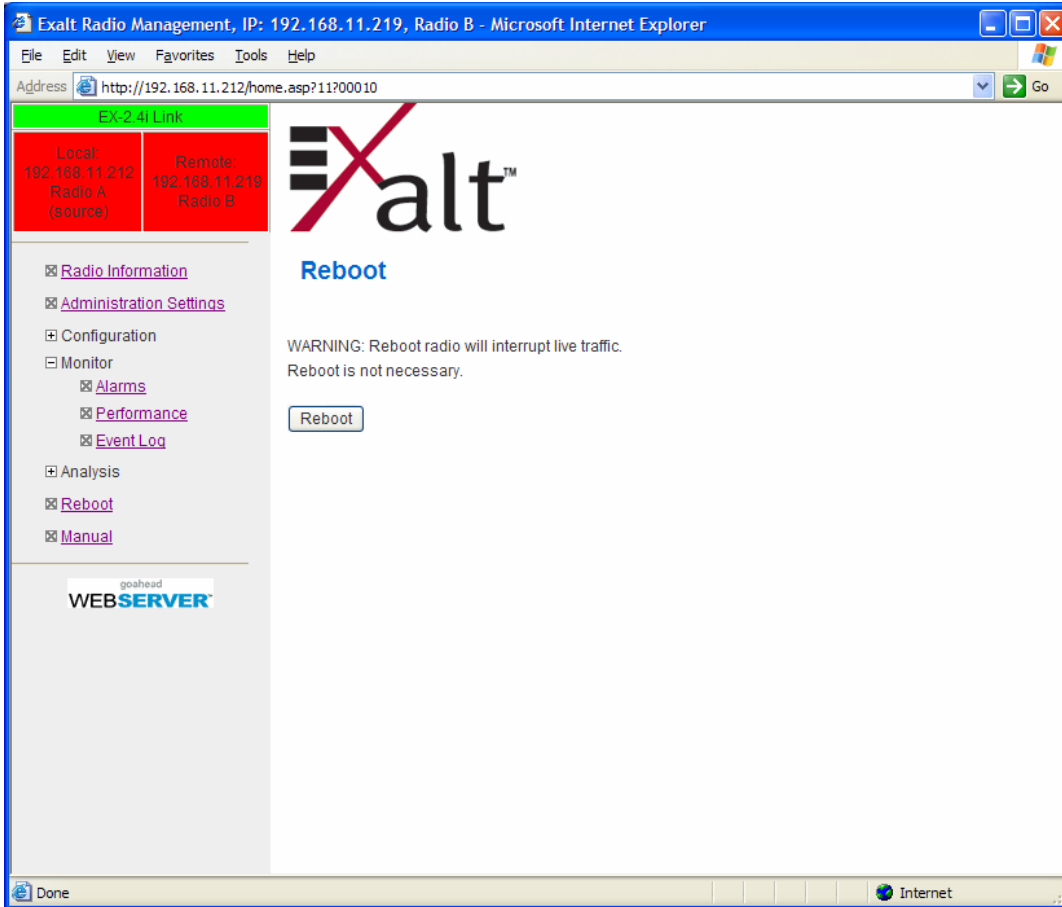 Exalt Radio Management, IP: 192.168.11.219, Radio B - Microsoft Internet Explorer
File Edit View Favorites Tools Help
Address http://192.168.11.212/home.asp?11?00010 Go
EX-2.4i Link
Local:
192.168.11.212
Radio A
(source)
Remote:
192.168.11.219
Radio B
Radio Information
Administration Settings
Configuration
Monitor
Alarms
Performance
Event Log
Analysis
Reboot
Manual
goahead
WEBSERVER™
EXalt™
Reboot
WARNING: Reboot radio will interrupt live traffic.
Reboot is not necessary.
Reboot
Done Internet